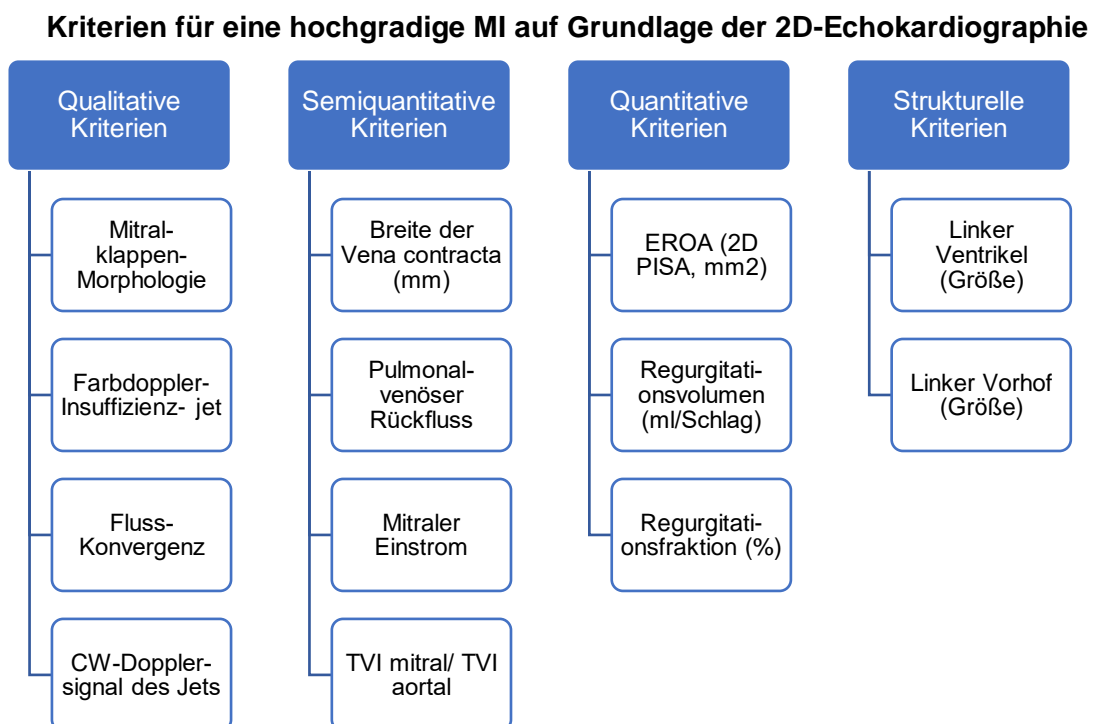 Kriterien für eine hochgradige MI auf Grundlage der 2D-Echokardiographie
Qualitative
Kriterien
Mitral-
klappen-
Morphologie
Farbdoppler-
Insuffizienz- jet
Fluss-
Konvergenz
CW-Doppler-
signal des Jets
Semiquantitative
Kriterien
Breite der
Vena contracta
(mm)
Pulmonal-
venöser
Rückfluss
Mitraler
Einstrom
TVI mitral/ TVI
aortal
Quantitative
Kriterien
EROA (2D
PISA, mm2)
Regurgitati-
onsvolumen
(ml/Schlag)
Regurgitati-
onsfraktion (%)
Strukturelle
Kriterien
Linker
Ventrikel
(Größe)
Linker Vorhof
(Größe)